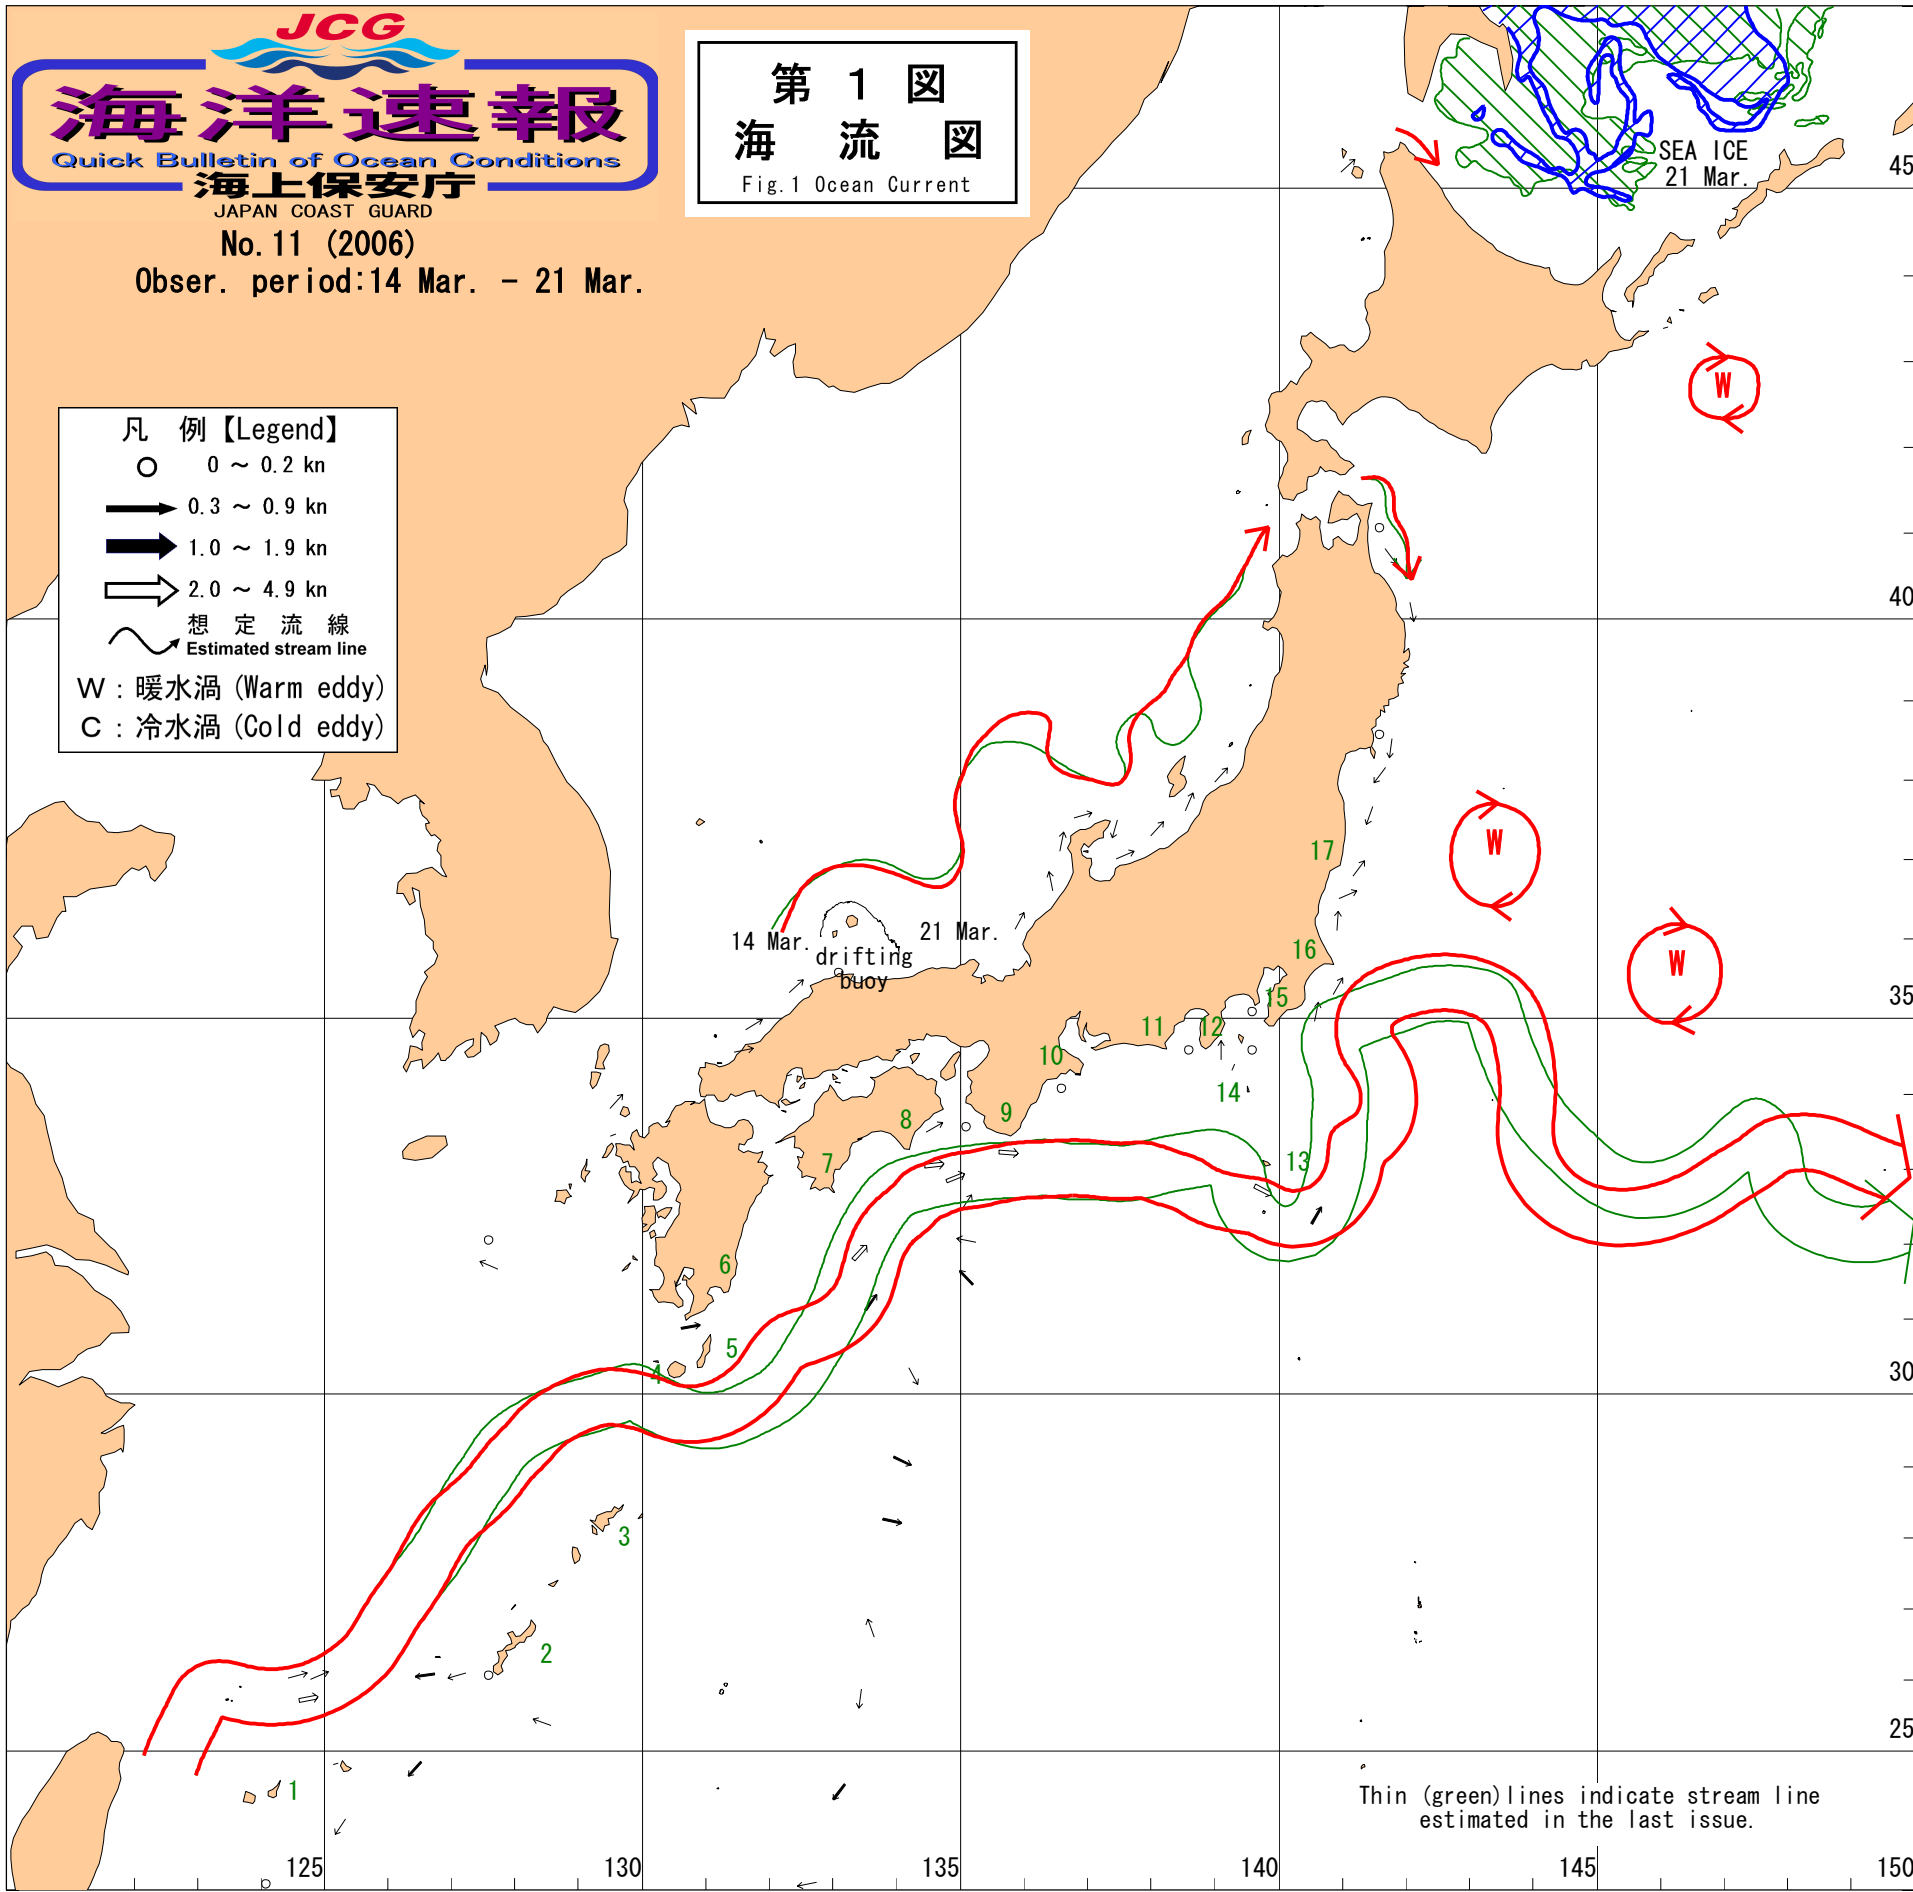 JCG
海洋速報
Quick Bulletin of Ocean Conditions
海上保安庁
JAPAN COAST GUARD
No.11 (2006)
Obser. period:14 Mar. - 21 Mar.
第 1 図
海 流 図
Fig.1 Ocean Current
凡 例【Legend】
0 ～ 0.2 kn
0.3 ～ 0.9 kn
1.0 ～ 1.9 kn
2.0 ～ 4.9 kn
想 定 流 線
Estimated stream line
W : 暖水渦 (Warm eddy)
C : 冷水渦 (Cold eddy)
SEA ICE
21 Mar.
45
W
40
W
17
14 Mar.
21 Mar.
drifting
buoy
16
W
15
35
11
12
10
14
9
8
7
13
6
5
4
30
3
2
25
1
Thin (green)lines indicate stream line
estimated in the last issue.
125
130
135
140
145
150